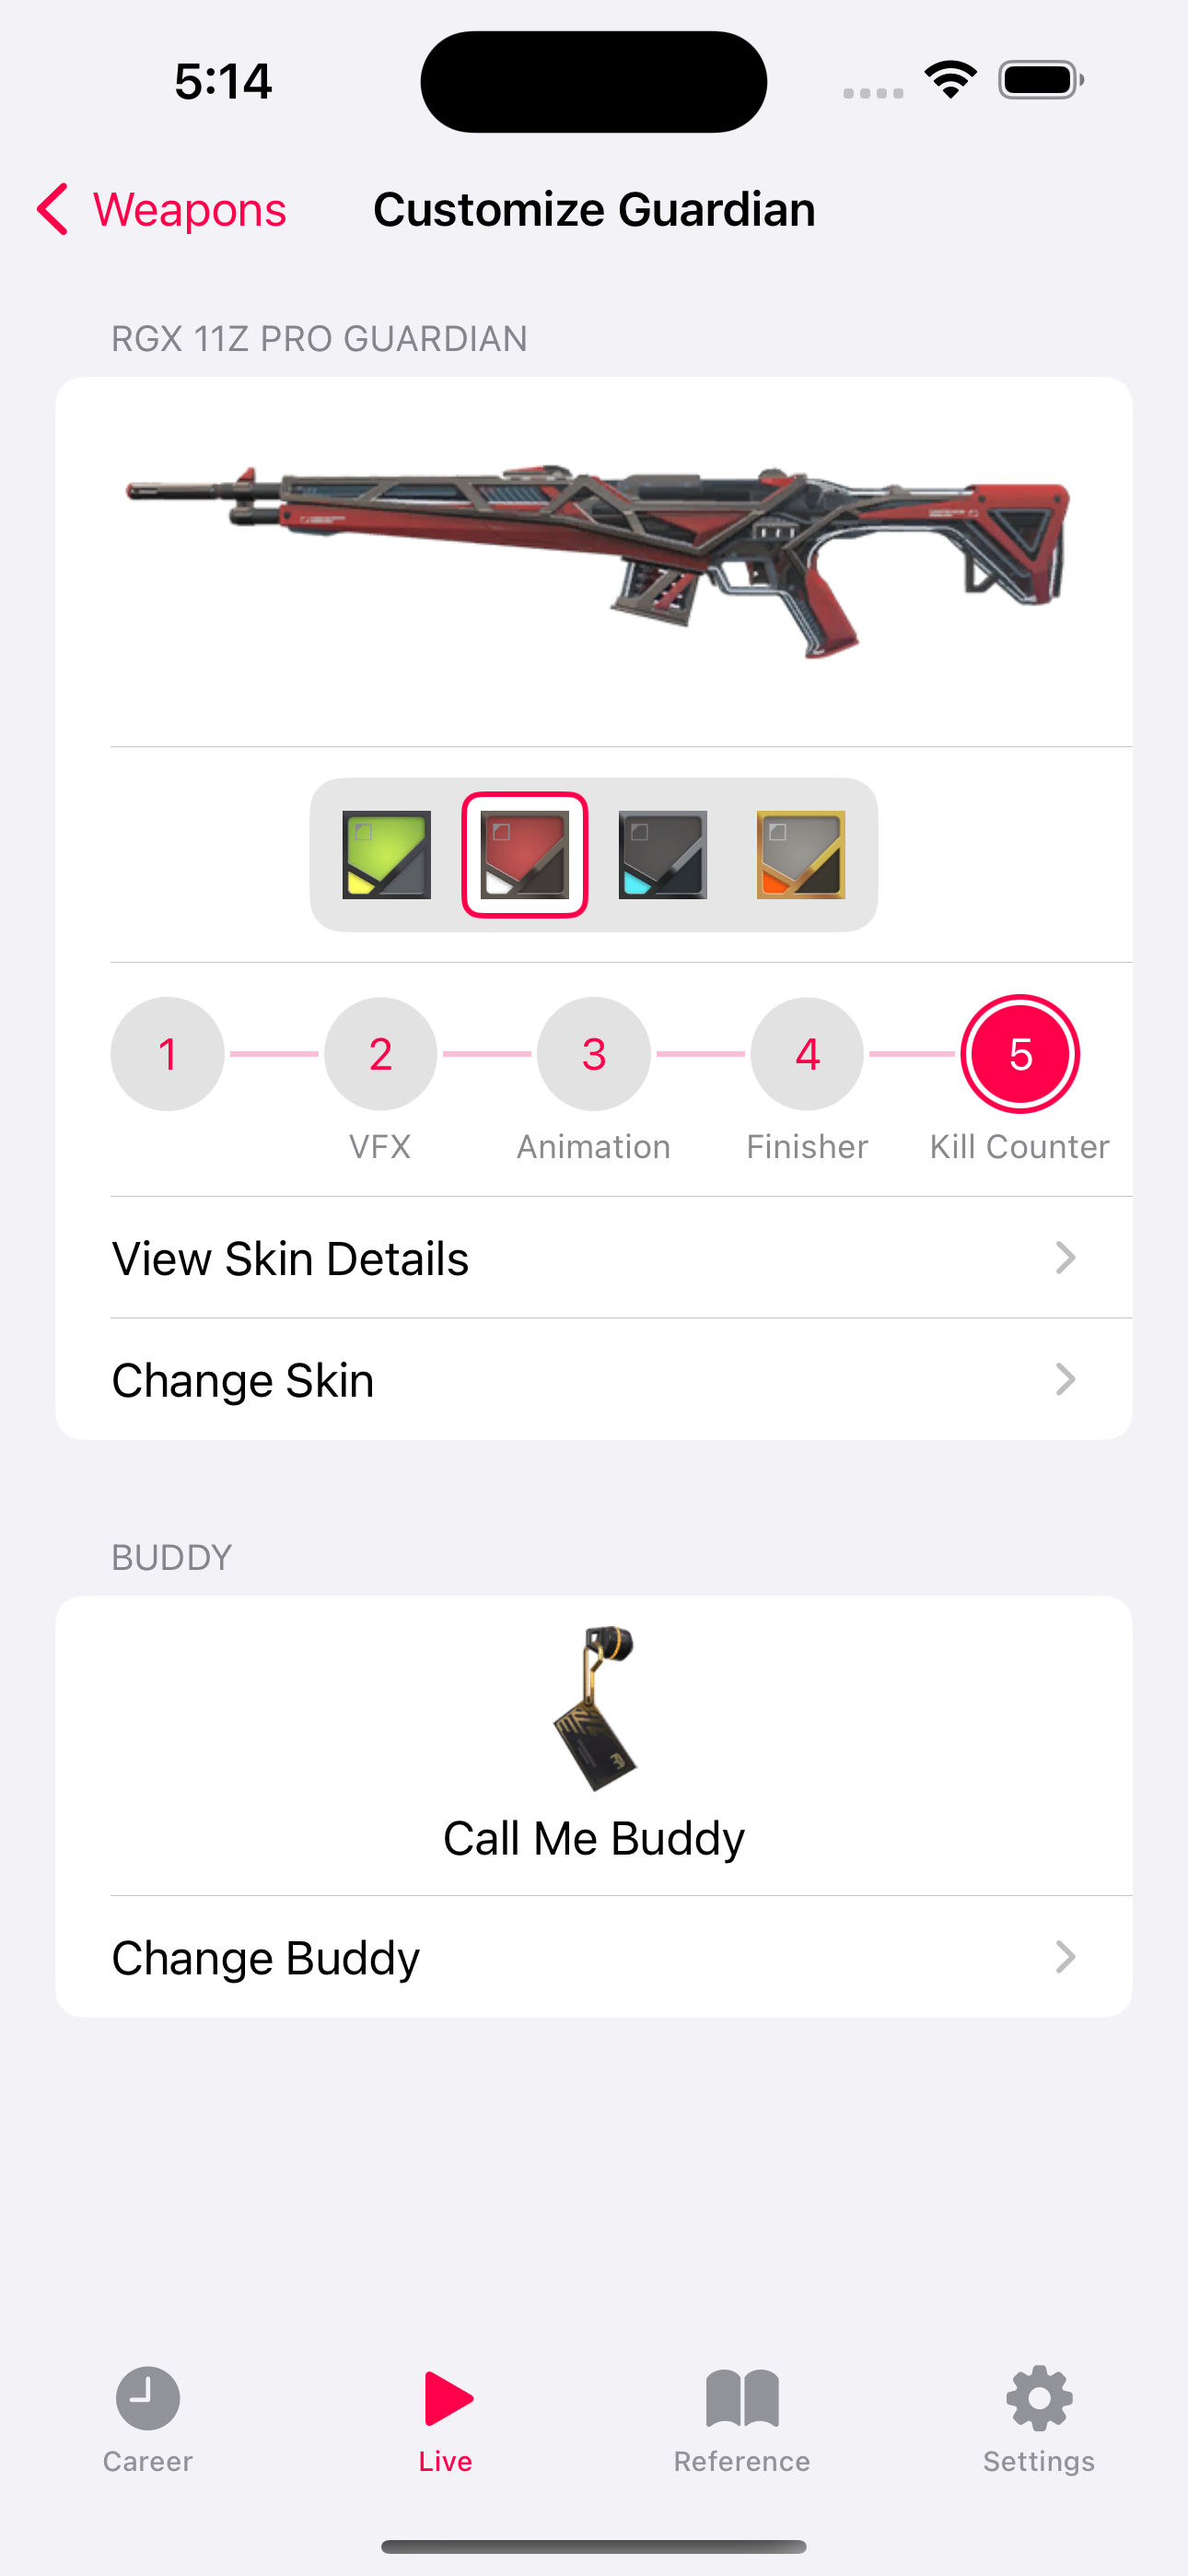 5:14
Weapons
Customize Guardian
RGX 11Z PRO GUARDIAN
1
2
3
4
5
VFX
Animation
Finisher
Kill Counter
View Skin Details
Change Skin
BUDDY
Call Me Buddy
Change Buddy
Career
Live
Reference
Settings